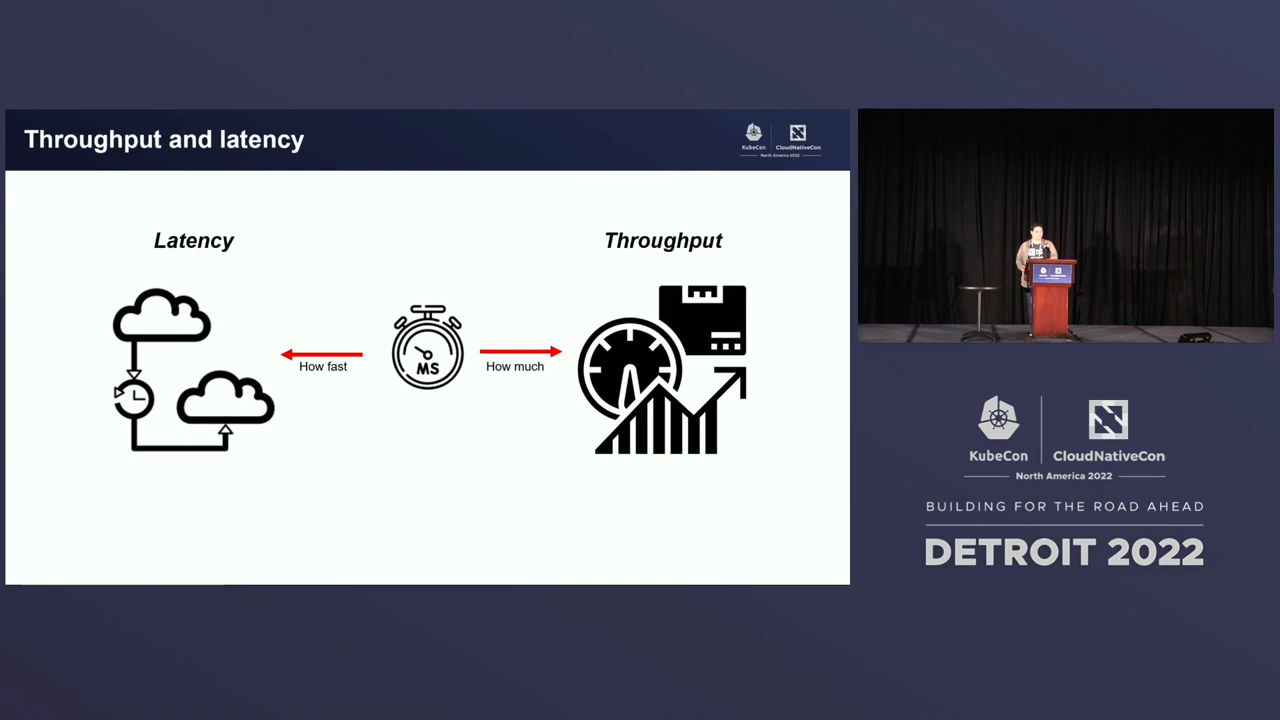 Throughput and latency
KubeCon
CloudNativeCon
North America 2022
Latency
Throughput
How fast
MS
How much
KubeCon
CloudNativeCon
North America 2022
BUILDING FOR THE ROAD AHEAD
DETROIT 2022